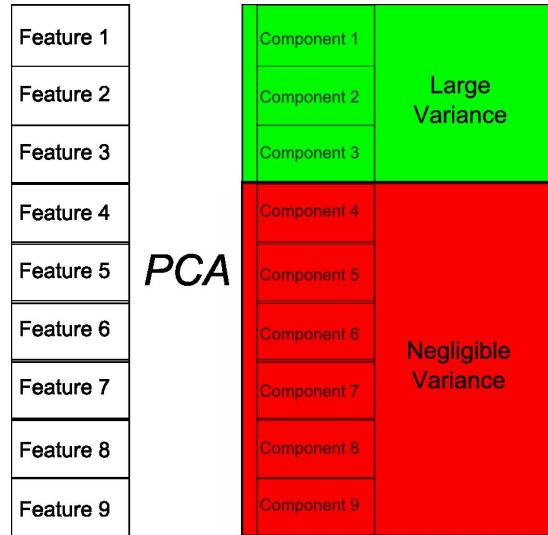 Feature 1
Feature 2
Feature 3
Feature 4
Feature 5
Feature 6
Feature 7
Feature 8
Feature 9
PCA
Component 1
Component 2
Component 3
Component 4
Component 5
Component 6
Component 7
Component 8
Component 9
Large
Variance
Negligible
Variance